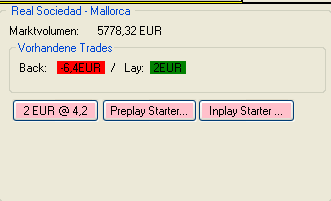 Real Sociedad - Mallorca
Marktvolumen: 5778,32 EUR
Vorhandene Trades
Back: -6,4EUR / Lay: 2EUR
2 EUR @ 4,2 Preplay Starter... Inplay Starter ...